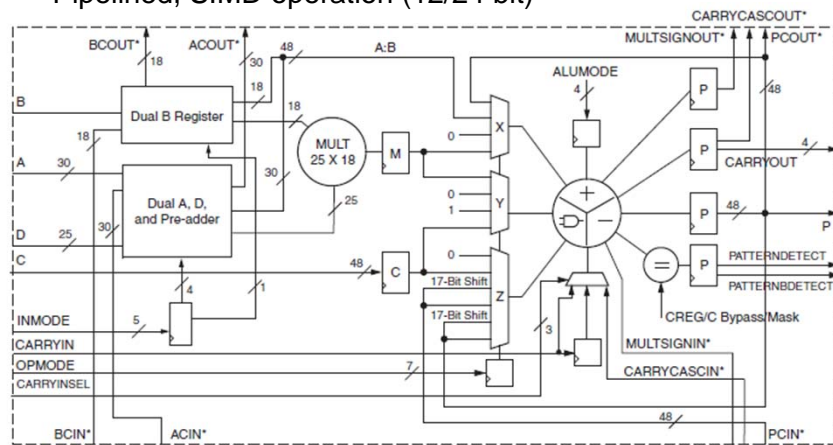 Pipelined, SIMD operation (12/24 bit)
CARRYCASCOUT*
BCOUT* ACOUT* MULTSIGNOUT* PCOUT*
18 30 48 A:B
ALUMODE
4
48
B
18
Dual B Register
18
18
MULT
25 X 18
M
0
X
P
P
4
CARRYOUT
A
30
30
Dual A, D,
and Pre-adder
30
25
0
1
Y
P
48
P
D
25
C
48
C
0
Z
=
P
PATTERNDETECT
PATTERNBDETECT
17-Bit Shift
17-Bit Shift
4
1
3
CREG/C Bypass/Mask
INMODE
5
CARRYIN
MULTSIGNIN*
OPMODE
7
CARRYCASCIN*
CARRYINSEL
48
BCIN* ACIN* PCIN*